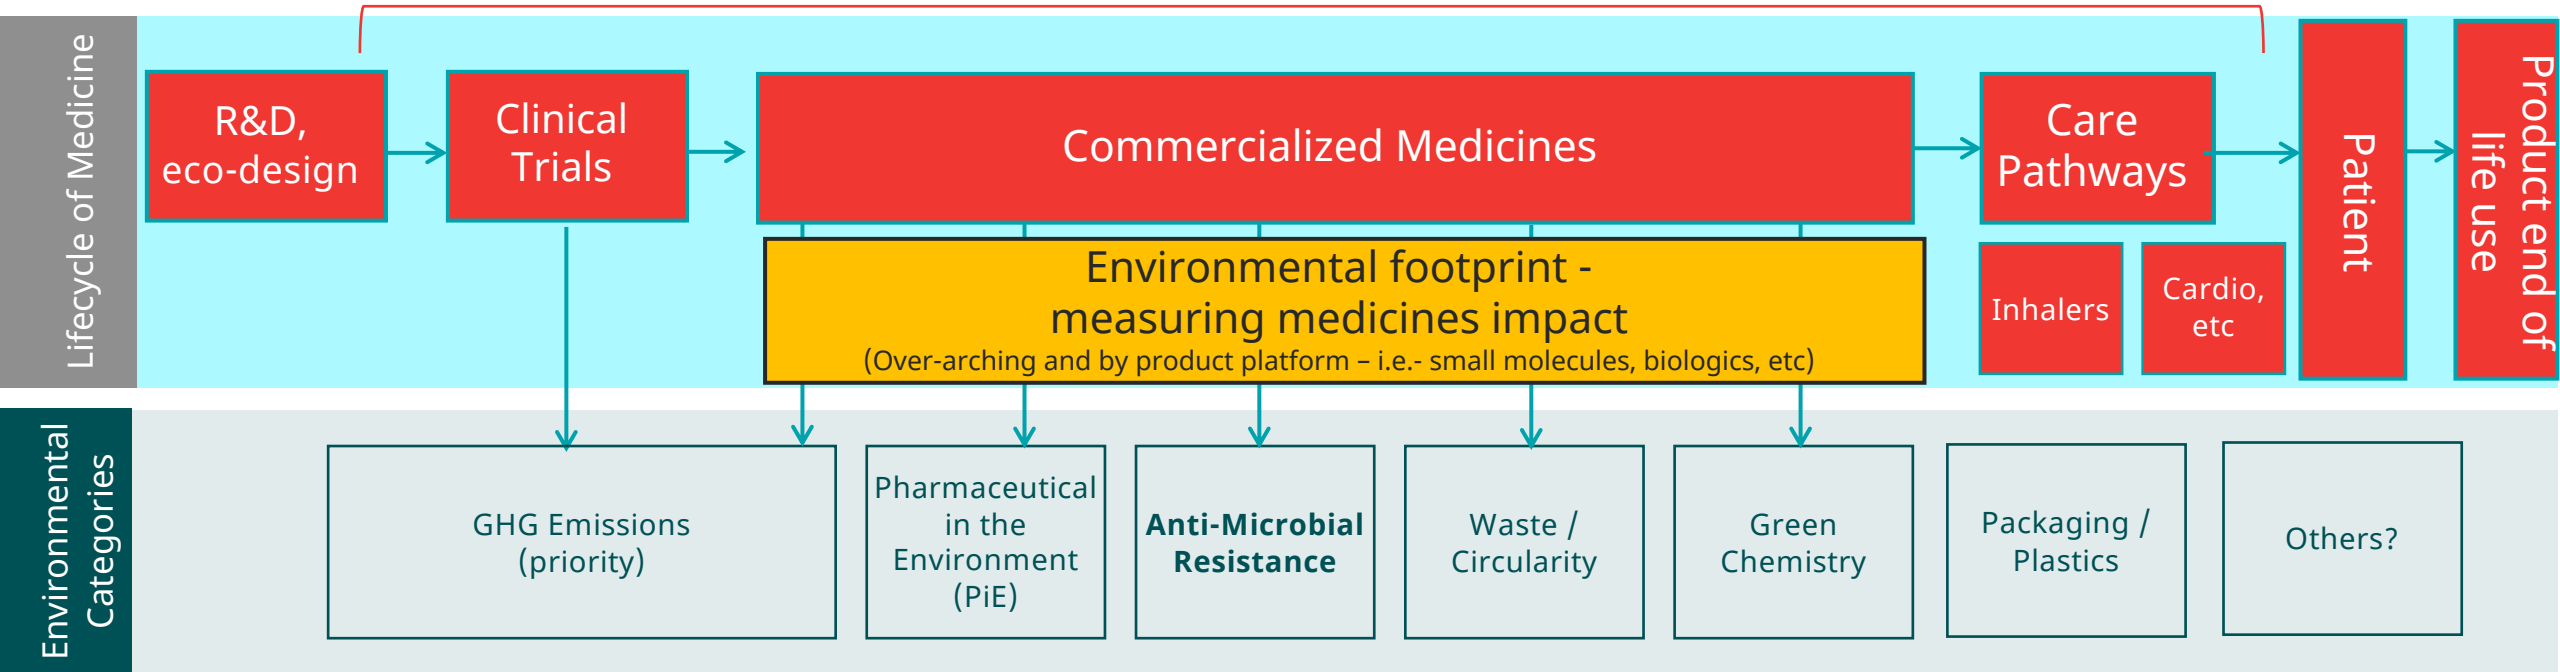 Lifecycle of Medicine
R&D,
eco-design
Clinical
Trials
Commercialized Medicines
Care
Pathways
Patient
Product end of
life use
Environmental footprint -
measuring medicines impact
(Over-arching and by product platform – i.e.- small molecules, biologics, etc)
Inhalers
Cardio,
etc
Environmental
Categories
GHG Emissions
(priority)
Pharmaceutical
in the
Environment
(PiE)
Anti-Microbial
Resistance
Waste /
Circularity
Green
Chemistry
Packaging /
Plastics
Others?